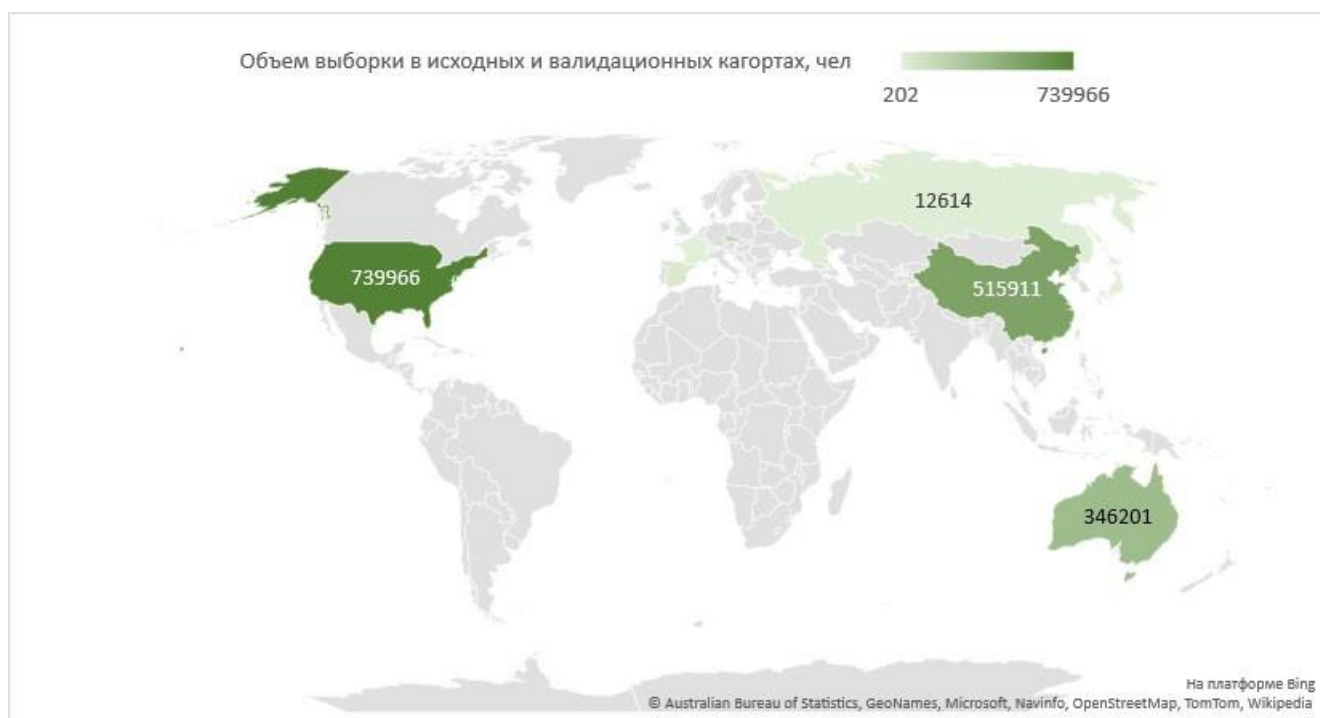 Объем выборки в исходных и валидационных кагортах, чел
202 739966
12614
739966
515911
346201
На платформе Bing
© Australian Bureau of Statistics, GeoNames, Microsoft, Navinfo, OpenStreetMap, TomTom, Wikipedia